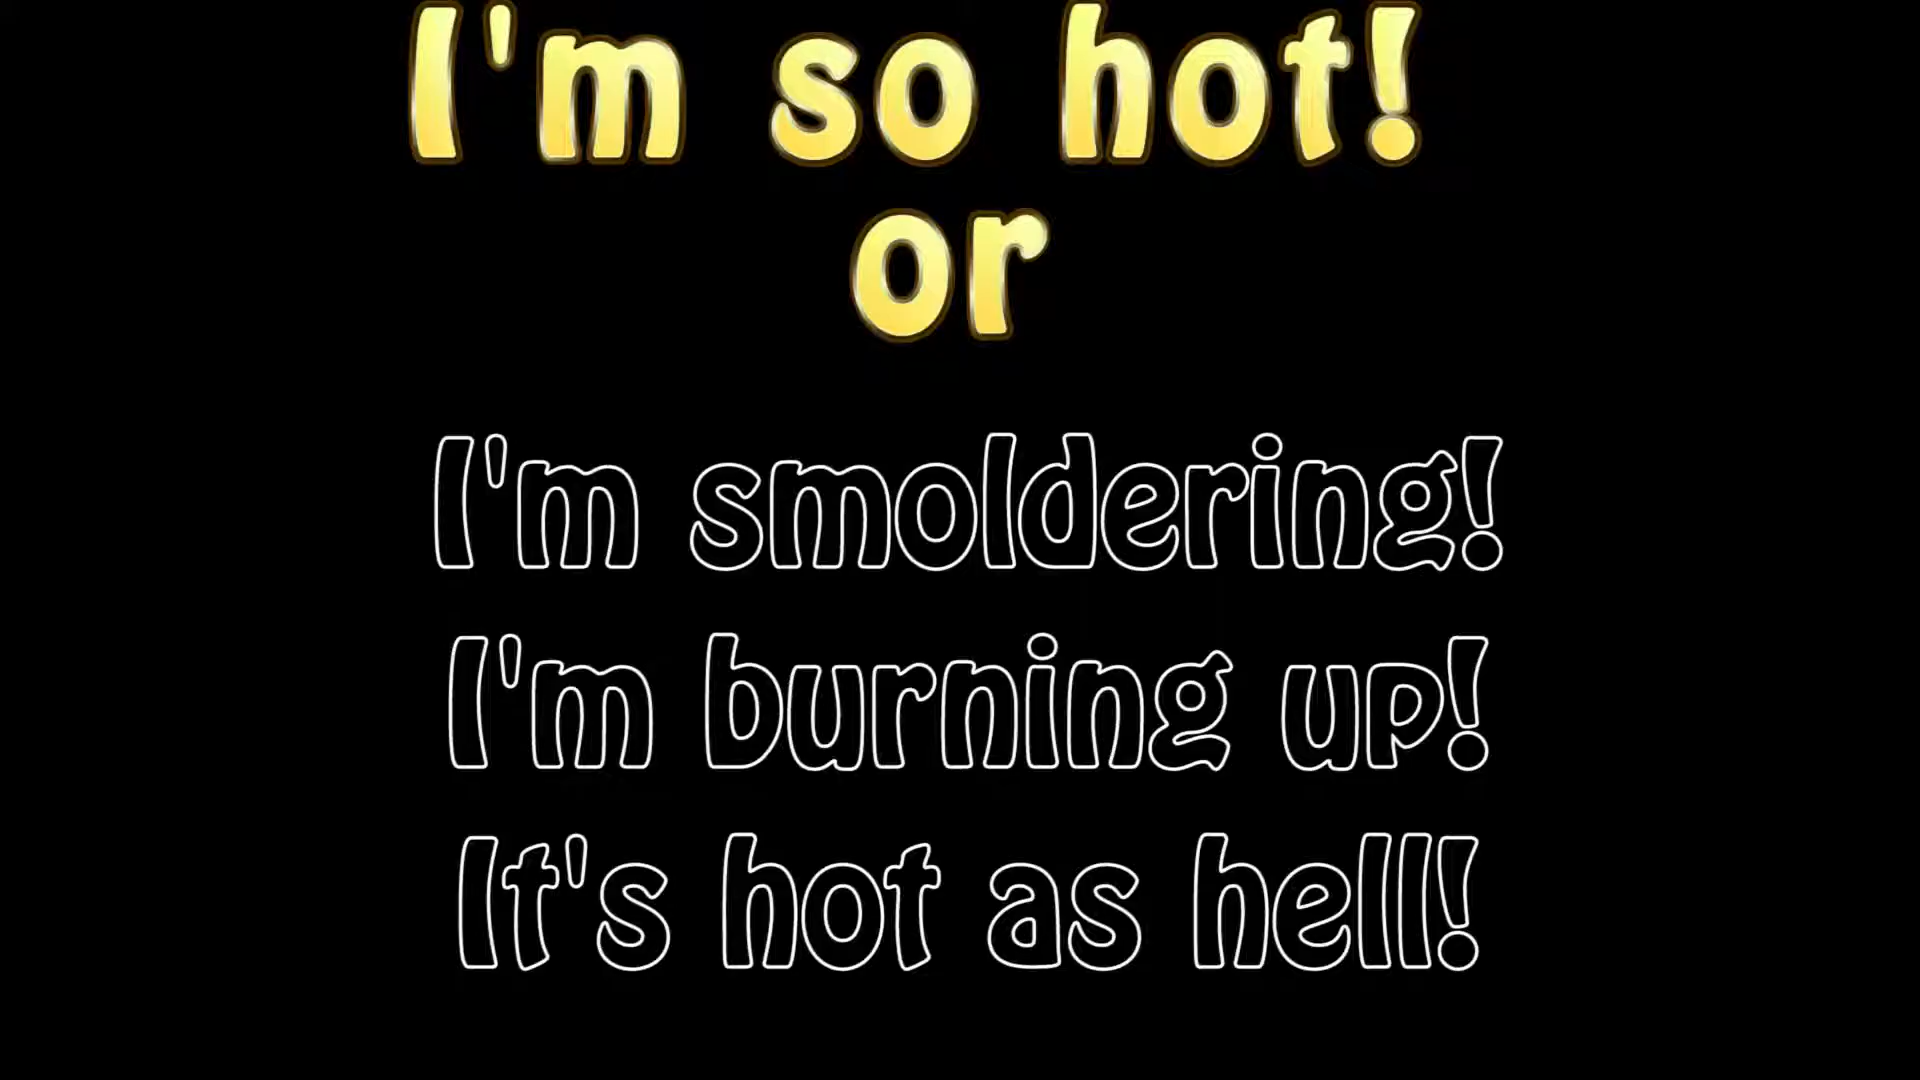 I'm so hot!
or
I'm smoldering!
I'm burning up!
It's hot as hell!